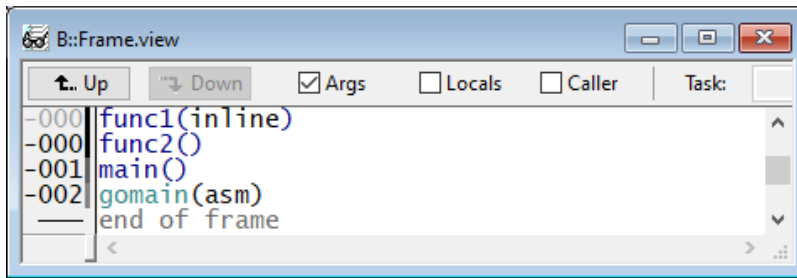 B::Frame.view
Up Down Args Locals Caller Task:
-000 func1(inline)
-000 func2()
-001 main()
-002 gomain(asm)
end of frame